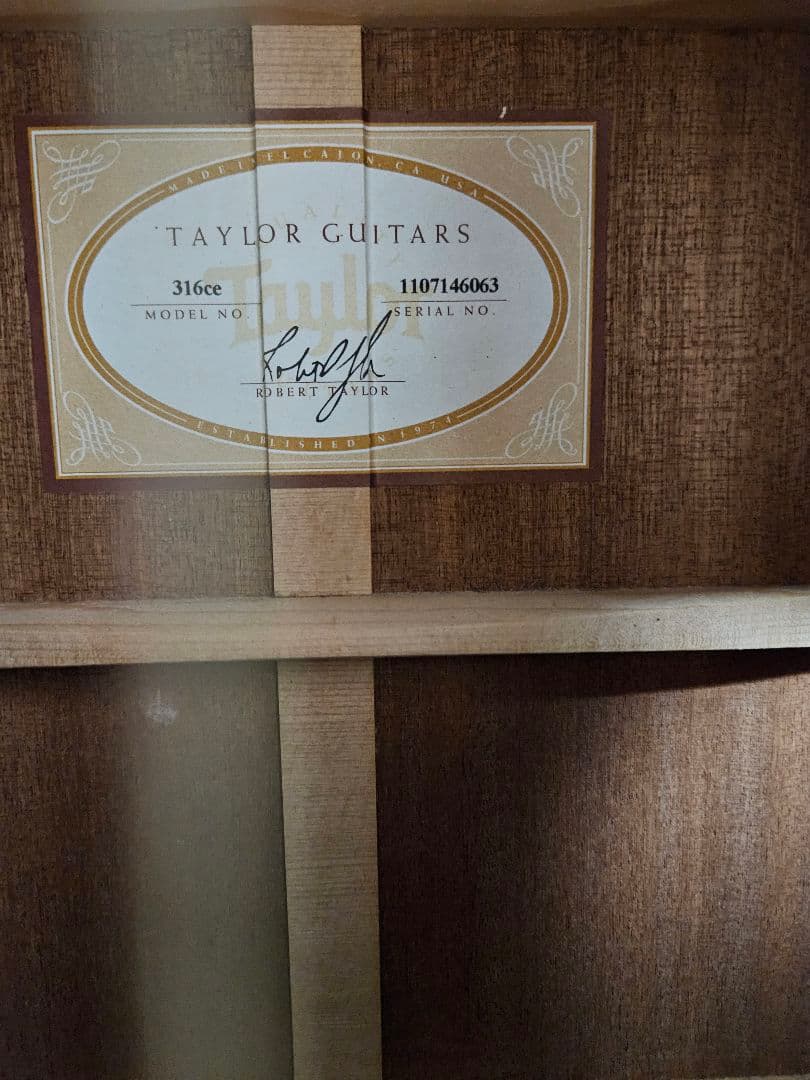 MADE IN EL CAJON, CA USA
TAYLOR GUITARS
Taylor
316ce 1107146063
MODEL NO. SERIAL NO.
ROBERT TAYLOR
ESTABLISHED IN 1974